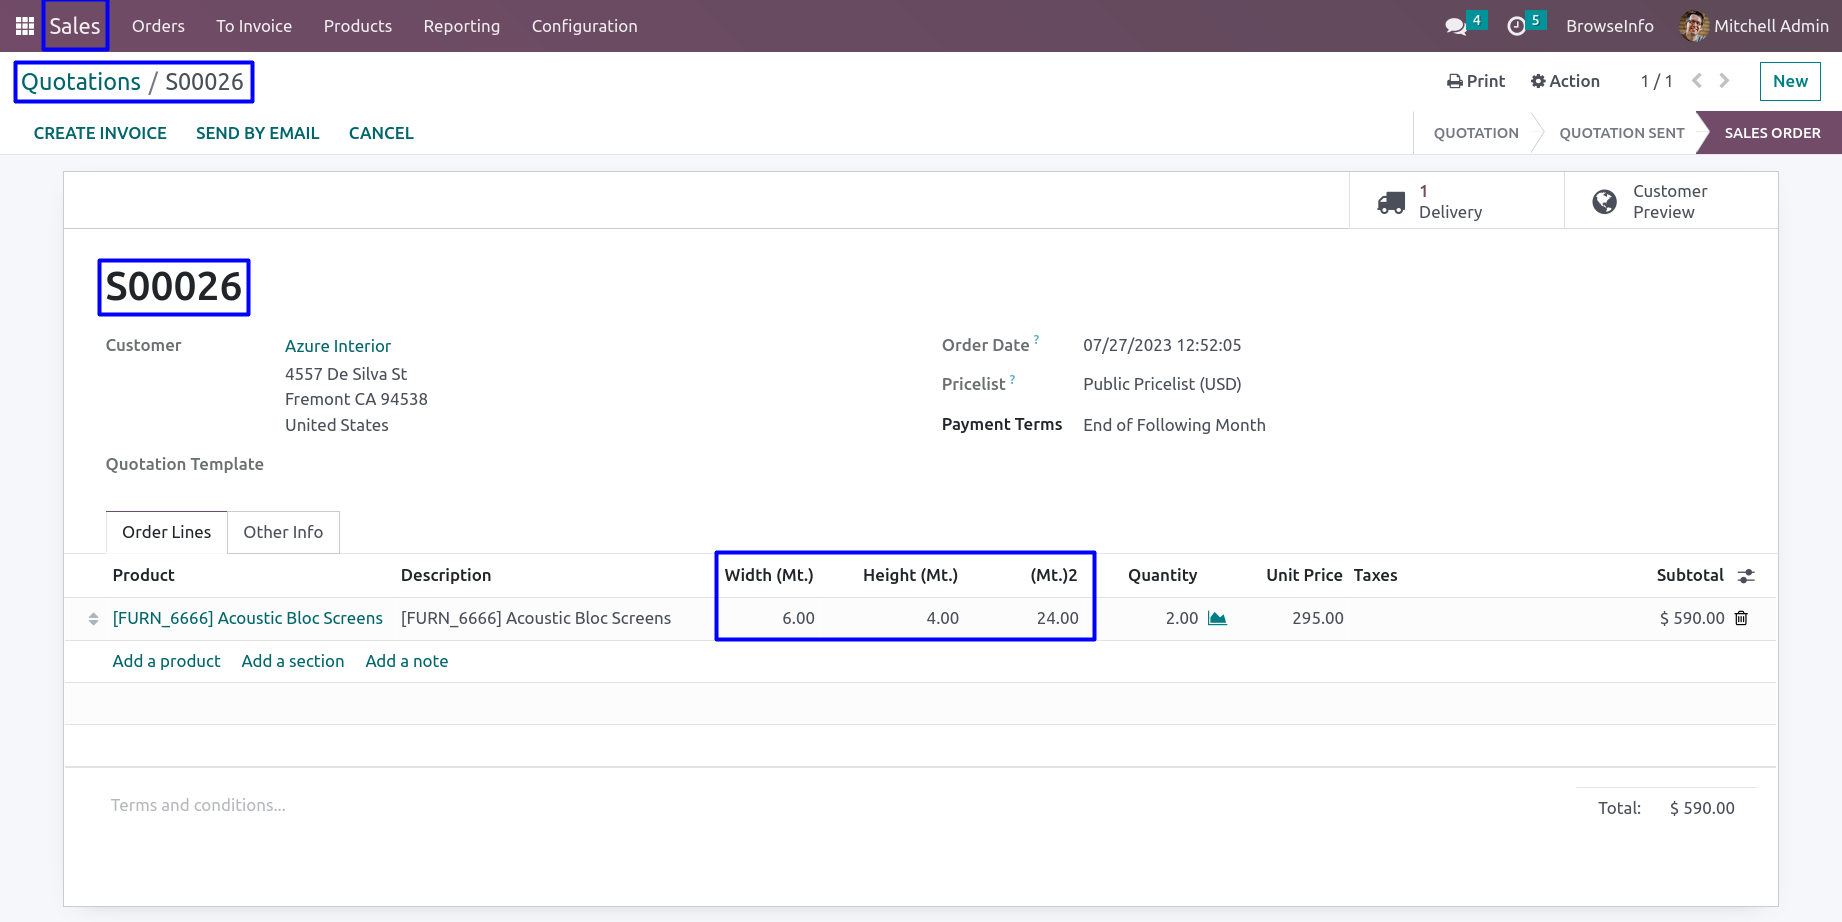 Sales Orders To Invoice Products Reporting Configuration 4 5 BrowseInfo Mitchell Admin
Quotations / S00026 Print Action 1 / 1 New
CREATE INVOICE SEND BY EMAIL CANCEL QUOTATION QUOTATION SENT SALES ORDER
1
Delivery
Customer
Preview
S00026
Customer Azure Interior
4557 De Silva St
Fremont CA 94538
United States
Quotation Template
Order Date ? 07/27/2023 12:52:05
Pricelist ? Public Pricelist (USD)
Payment Terms End of Following Month
Order Lines Other Info
Product Description Width (Mt.) Height (Mt.) (Mt.)2 Quantity Unit Price Taxes Subtotal
[FURN_6666] Acoustic Bloc Screens [FURN_6666] Acoustic Bloc Screens 6.00 4.00 24.00 2.00 295.00 $ 590.00
Add a product Add a section Add a note
Terms and conditions...
Total: $ 590.00